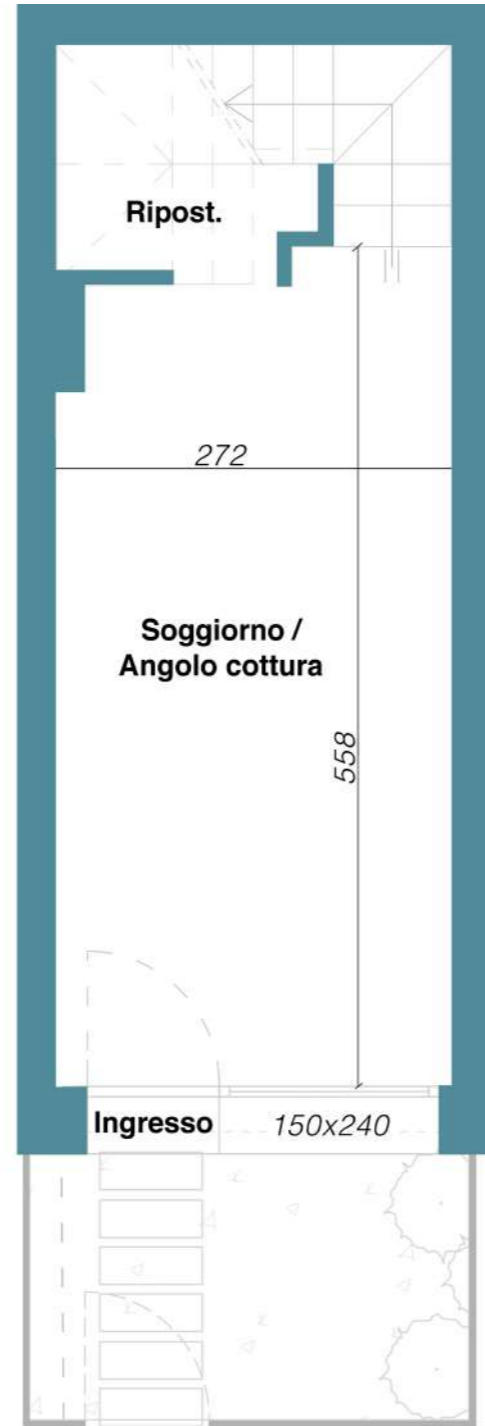 Ripost.
272
Soggiorno /
Angolo cottura
558
Ingresso
150x240